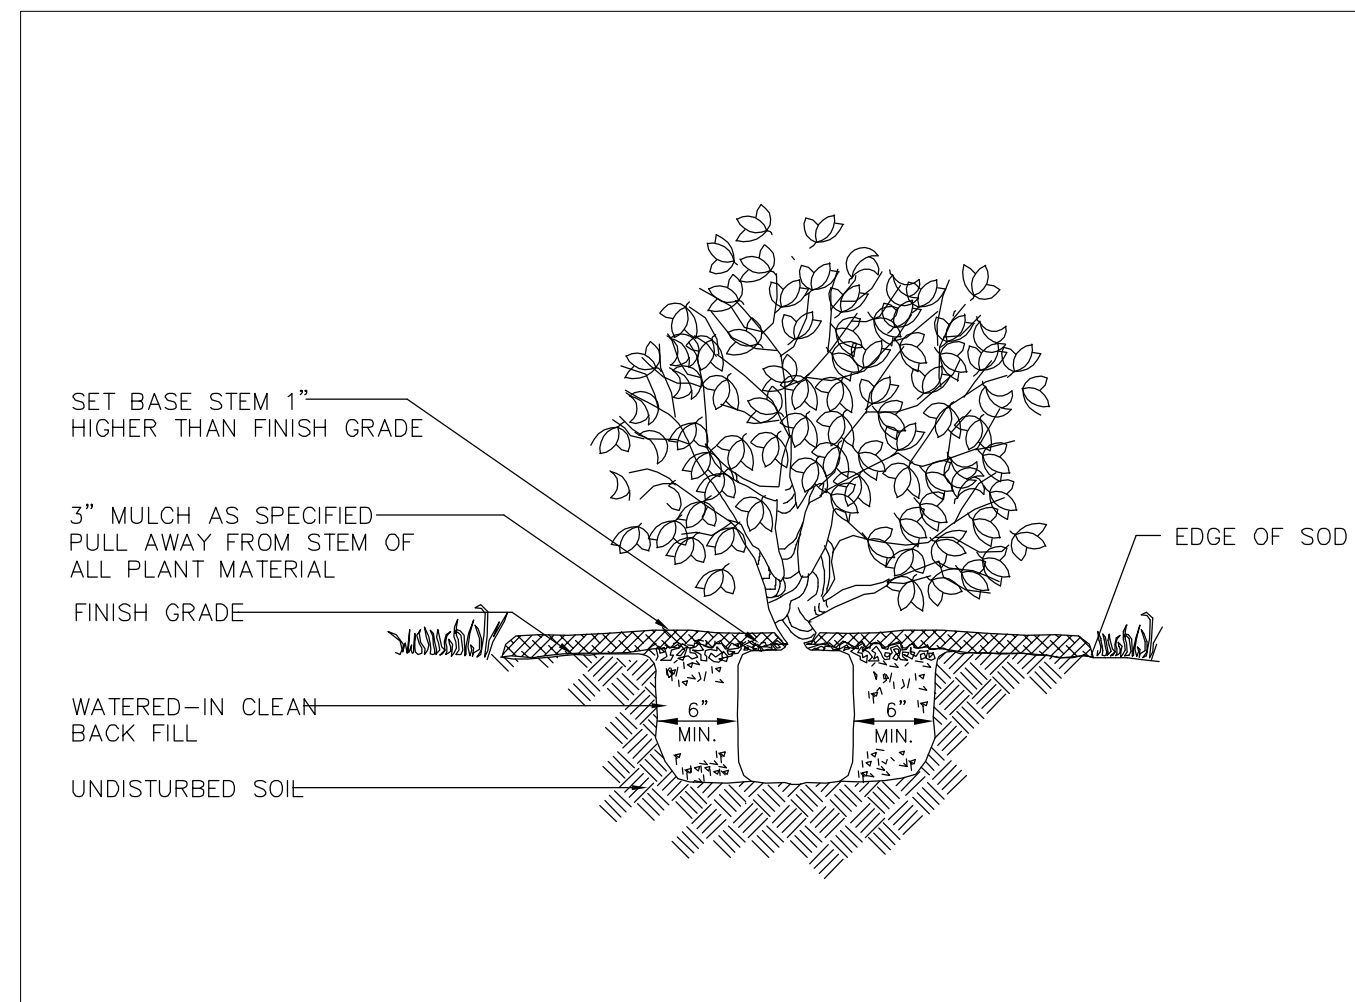 SET BASE STEM 1”
HIGHER THAN FINISH GRADE
3” MULCH AS SPECIFIED
PULL AWAY FROM STEM OF
ALL PLANT MATERIAL
FINISH GRADE
WATERED-IN CLEAN
BACK FILL
UNDISTURBED SOIL
6”
MIN.
6”
MIN.
EDGE OF SOD